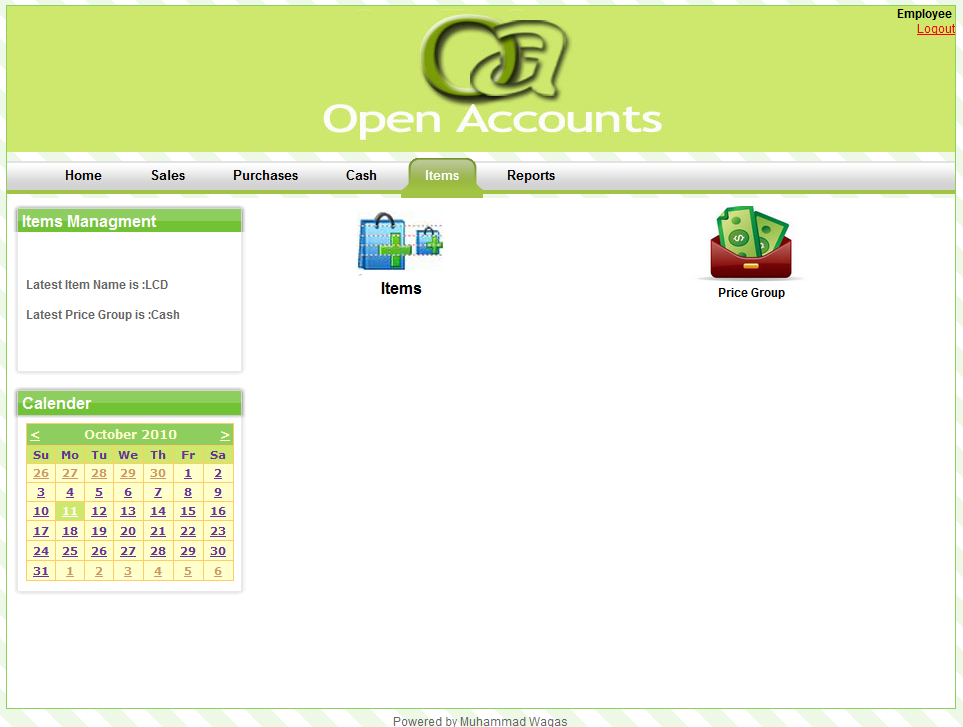 Employee
Logout
Oa
Open Accounts
Home Sales Purchases Cash Items Reports
Items Managment
Latest Item Name is :LCD
Latest Price Group is :Cash
Items
Price Group
Calender
< October 2010 >
Su Mo Tu We Th Fr Sa
26 27 28 29 30 1 2
3 4 5 6 7 8 9
10 11 12 13 14 15 16
17 18 19 20 21 22 23
24 25 26 27 28 29 30
31 1 2 3 4 5 6
Powered by Muhammad Waqas